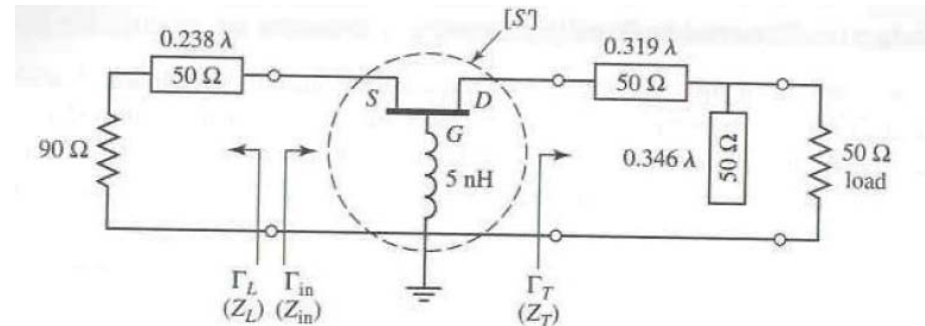 [S']
0.238 λ
50 Ω
0.319 λ
50 Ω
S
D
G
90 Ω
5 nH
0.346 λ
50 Ω
50 Ω
load
Γ_L
(Z_L)
Γ_in
(Z_in)
Γ_T
(Z_T)